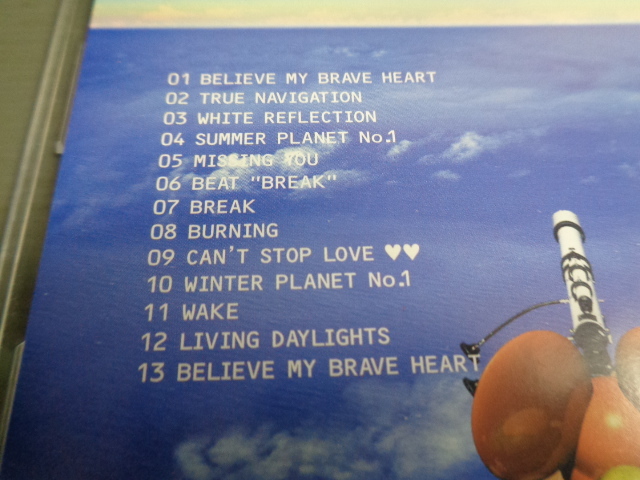 01 BELIEVE MY BRAVE HEART
02 TRUE NAVIGATION
03 WHITE REFLECTION
04 SUMMER PLANET No.1
05 MISSING YOU
06 BEAT "BREAK"
07 BREAK
08 BURNING
09 CAN'T STOP LOVE ♥♥
10 WINTER PLANET No.1
11 WAKE
12 LIVING DAYLIGHTS
13 BELIEVE MY BRAVE HEART